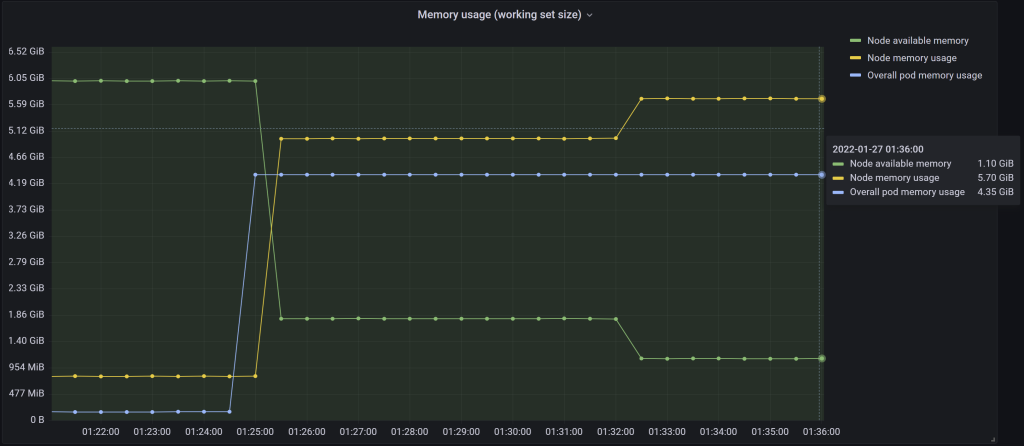 Memory usage (working set size)
6.52 GiB
6.05 GiB
5.59 GiB
5.12 GiB
4.66 GiB
4.19 GiB
3.73 GiB
3.26 GiB
2.79 GiB
2.33 GiB
1.86 GiB
1.40 GiB
954 MiB
477 MiB
0 B
01:22:00 01:23:00 01:24:00 01:25:00 01:26:00 01:27:00 01:28:00 01:29:00 01:30:00 01:31:00 01:32:00 01:33:00 01:34:00 01:35:00 01:36:00
Node available memory
Node memory usage
Overall pod memory usage
2022-01-27 01:36:00
Node available memory 1.10 GiB
Node memory usage 5.70 GiB
Overall pod memory usage 4.35 GiB